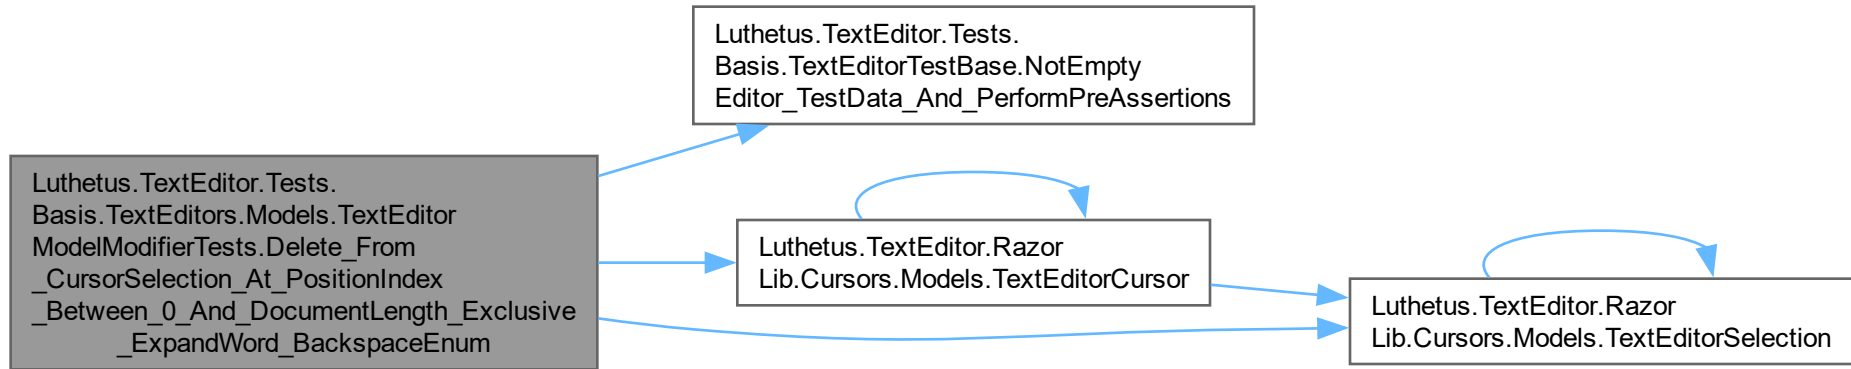 Luthetus.TextEditor.Tests.
Basis.TextEditorTestBase.NotEmpty
Editor_TestData_And_PerformPreAssertions
Luthetus.TextEditor.Tests.
Basis.TextEditors.Models.TextEditor
ModelModifierTests.Delete_From
_CursorSelection_At_PositionIndex
_Between_0_And_DocumentLength_Exclusive
_ExpandWord_BackspaceEnum
Luthetus.TextEditor.Razor
Lib.Cursors.Models.TextEditorCursor
Luthetus.TextEditor.Razor
Lib.Cursors.Models.TextEditorSelection